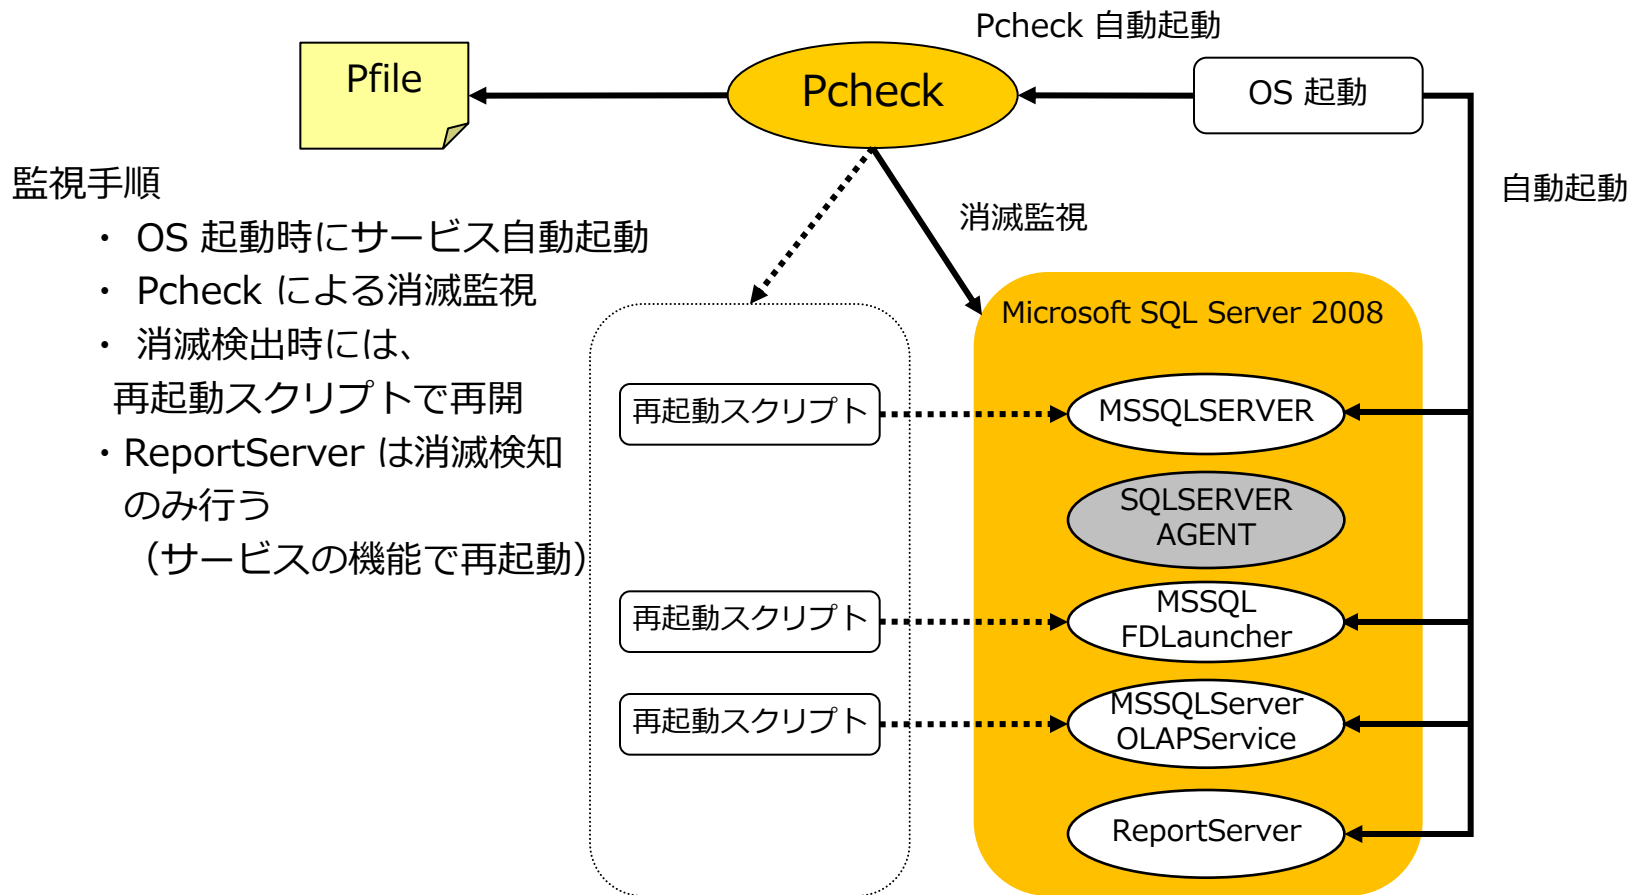 Pcheck 自動起動
Pfile
Pcheck
OS 起動
監視手順
自動起動
消滅監視
・ OS 起動時にサービス自動起動
・ Pcheck による消滅監視
・ 消滅検出時には、
再起動スクリプトで再開
・ReportServer は消滅検知
のみ行う
（サービスの機能で再起動）
Microsoft SQL Server 2008
再起動スクリプト
MSSQLSERVER
SQLSERVER
AGENT
再起動スクリプト
MSSQL
FDLauncher
再起動スクリプト
MSSQLServer
OLAPService
ReportServer